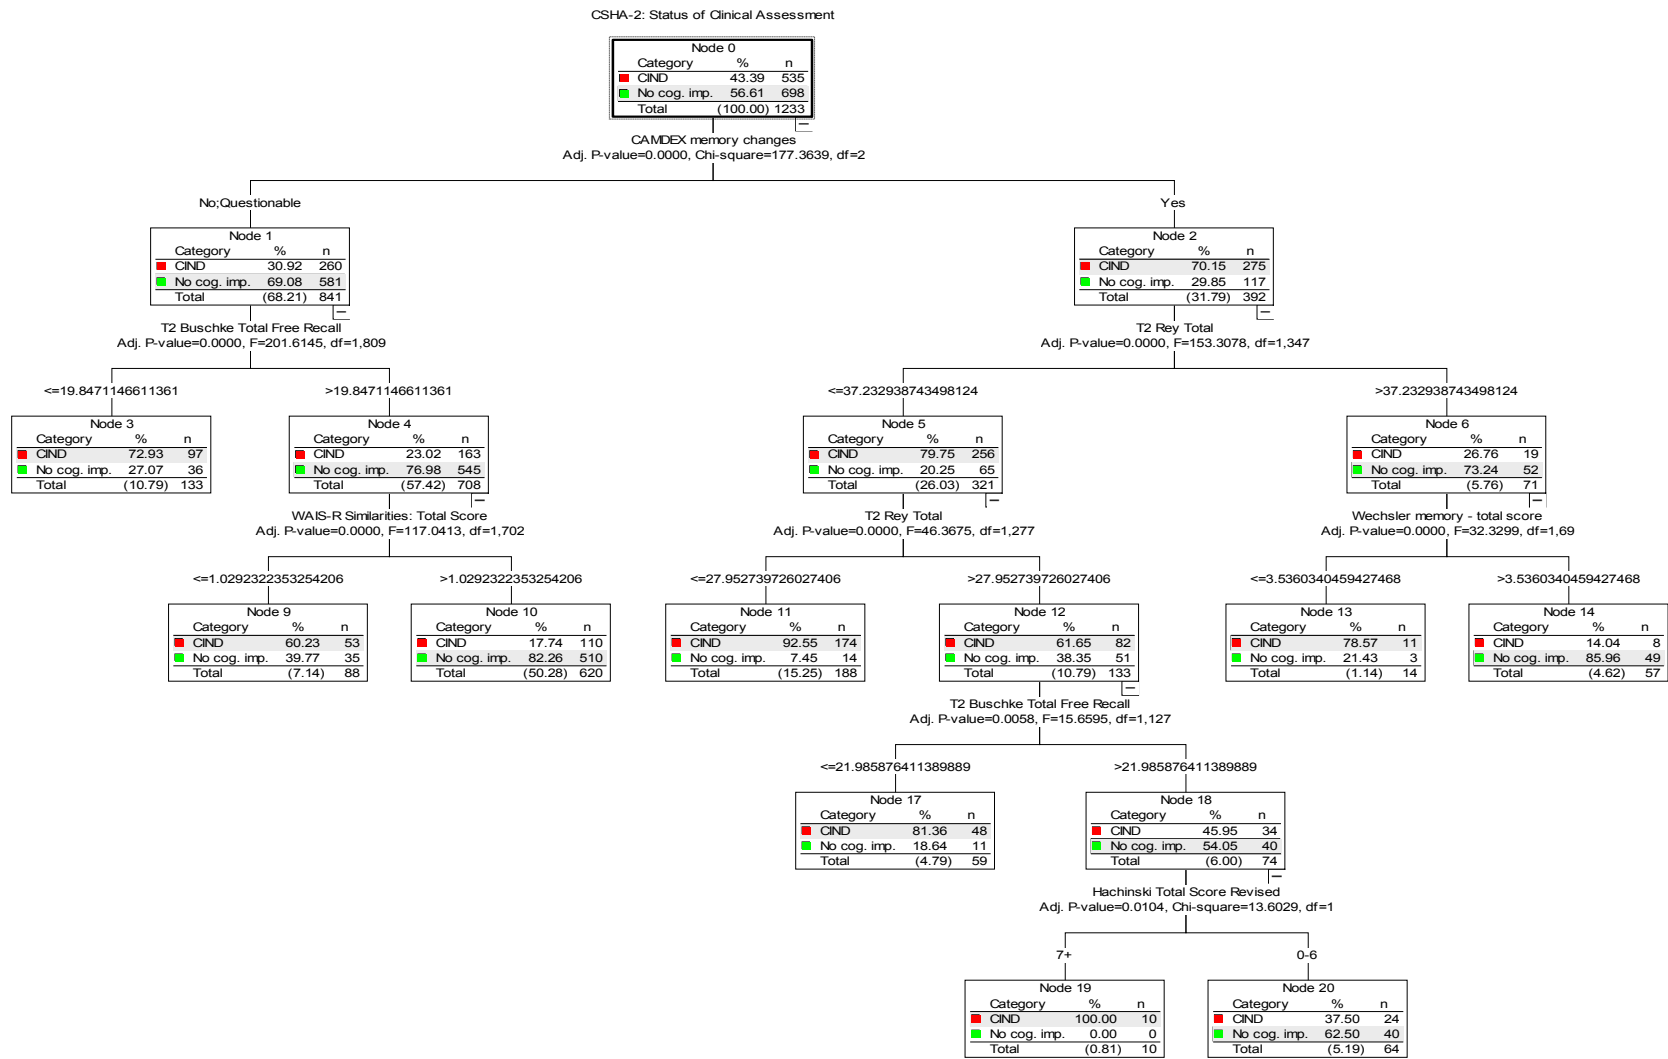 CSHA-2: Status of Clinical Assessment
Node 0
Category % n
CIND 43.39 535
No cog. imp. 56.61 698
Total (100.00) 1233
CAMDEX memory changes
Adj. P-value=0.0000, Chi-square=177.3639, df=2
No;Questionable
Yes
Node 1
Category % n
CIND 30.92 260
No cog. imp. 69.08 581
Total (68.21) 841
Node 2
Category % n
CIND 70.15 275
No cog. imp. 29.85 117
Total (31.79) 392
T2 Buschke Total Free Recall
Adj. P-value=0.0000, F=201.6145, df=1,809
T2 Rey Total
Adj. P-value=0.0000, F=153.3078, df=1,347
<=19.8471146611361
>19.8471146611361
<=37.232938743498124
>37.232938743498124
Node 3
Category % n
CIND 72.93 97
No cog. imp. 27.07 36
Total (10.79) 133
Node 4
Category % n
CIND 23.02 163
No cog. imp. 76.98 545
Total (57.42) 708
Node 5
Category % n
CIND 79.75 256
No cog. imp. 20.25 65
Total (26.03) 321
Node 6
Category % n
CIND 26.76 19
No cog. imp. 73.24 52
Total (5.76) 71
WAIS-R Similarities: Total Score
Adj. P-value=0.0000, F=117.0413, df=1,702
T2 Rey Total
Adj. P-value=0.0000, F=46.3675, df=1,277
Wechsler memory - total score
Adj. P-value=0.0000, F=32.3299, df=1,69
<=1.0292322353254206
>1.0292322353254206
<=27.952739726027406
>27.952739726027406
<=3.5360340459427468
>3.5360340459427468
Node 9
Category % n
CIND 60.23 53
No cog. imp. 39.77 35
Total (7.14) 88
Node 10
Category % n
CIND 17.74 110
No cog. imp. 82.26 510
Total (50.28) 620
Node 11
Category % n
CIND 92.55 174
No cog. imp. 7.45 14
Total (15.25) 188
Node 12
Category % n
CIND 61.65 82
No cog. imp. 38.35 51
Total (10.79) 133
Node 13
Category % n
CIND 78.57 11
No cog. imp. 21.43 3
Total (1.14) 14
Node 14
Category % n
CIND 14.04 8
No cog. imp. 85.96 49
Total (4.62) 57
T2 Buschke Total Free Recall
Adj. P-value=0.0058, F=15.6595, df=1,127
<=21.985876411389889
>21.985876411389889
Node 17
Category % n
CIND 81.36 48
No cog. imp. 18.64 11
Total (4.79) 59
Node 18
Category % n
CIND 45.95 34
No cog. imp. 54.05 40
Total (6.00) 74
Hachinski Total Score Revised
Adj. P-value=0.0104, Chi-square=13.6029, df=1
7+
0-6
Node 19
Category % n
CIND 100.00 10
No cog. imp. 0.00 0
Total (0.81) 10
Node 20
Category % n
CIND 37.50 24
No cog. imp. 62.50 40
Total (5.19) 64